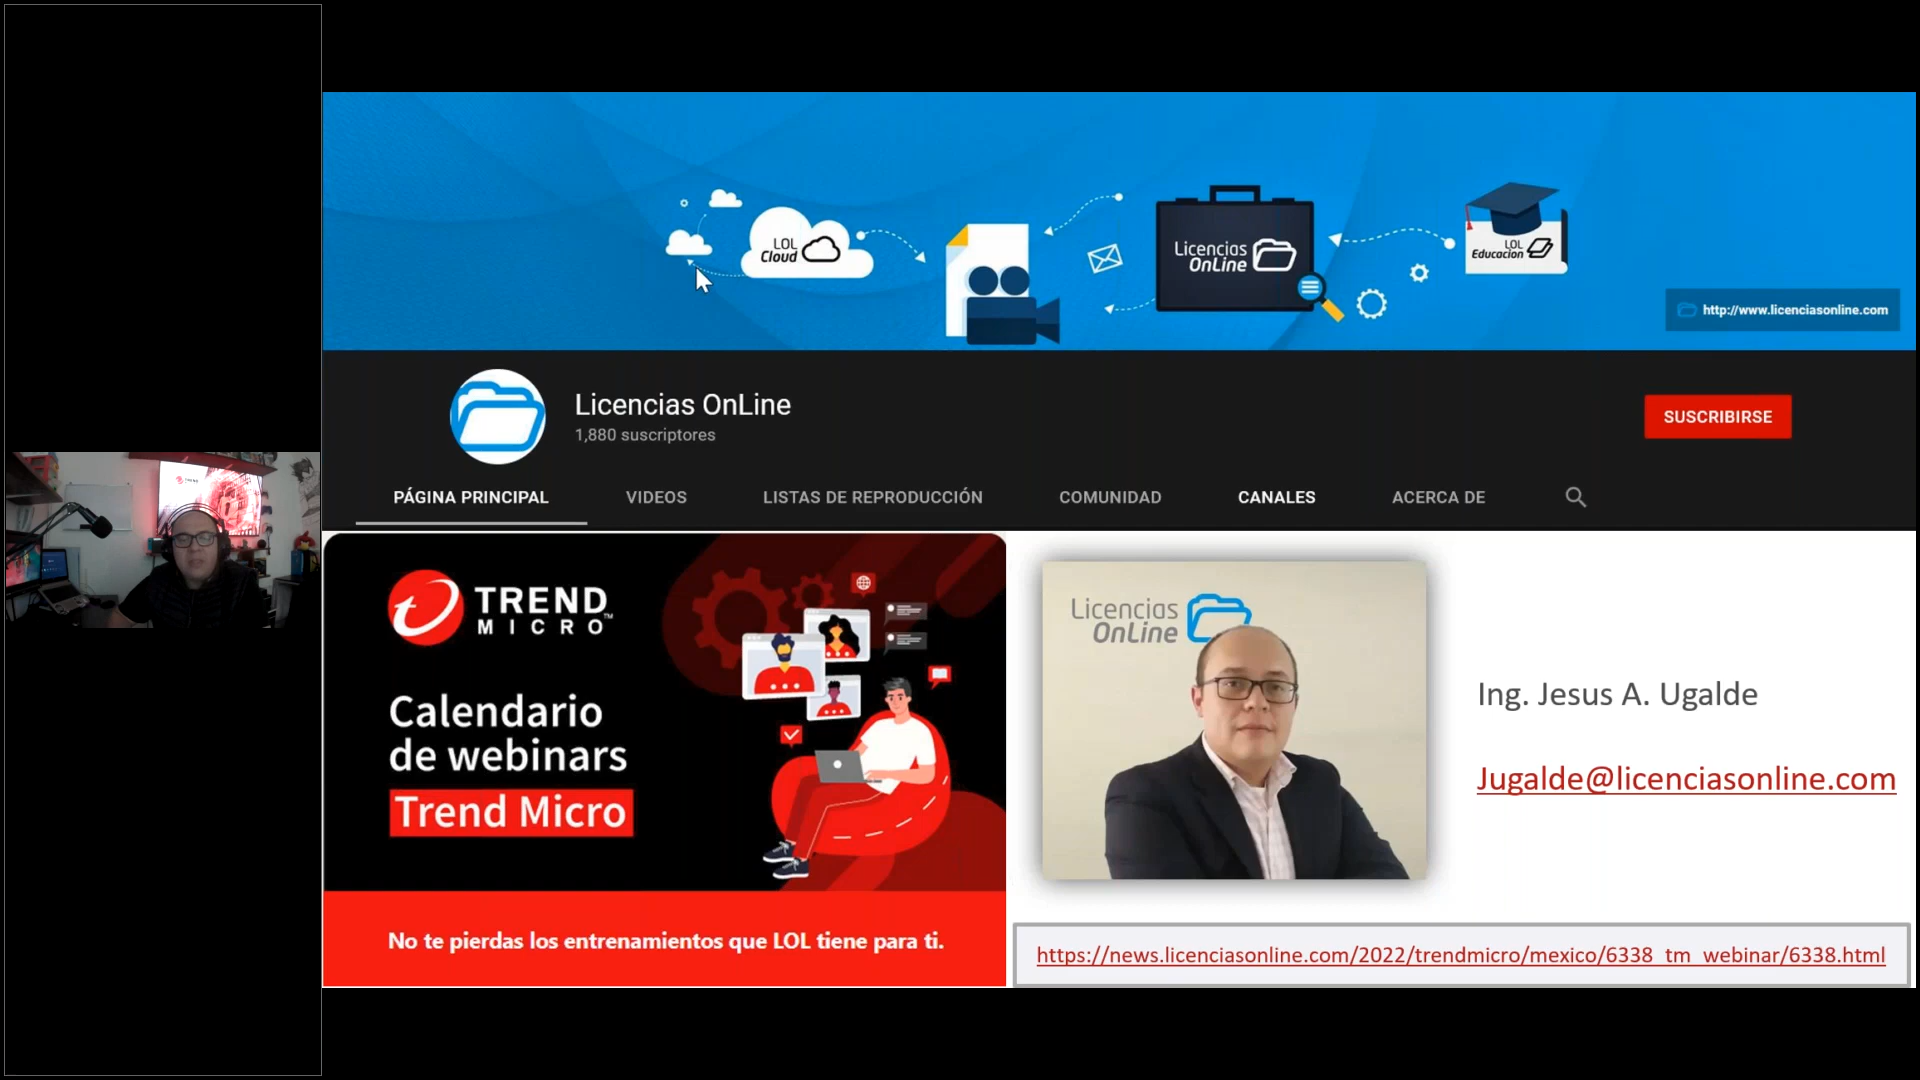 LOL
Cloud
Licencias
OnLine
LOL
Educacion
http://www.licenciasonline.com
Licencias OnLine
1,880 suscriptores
SUSCRIBIRSE
PÁGINA PRINCIPAL
VIDEOS
LISTAS DE REPRODUCCIÓN
COMUNIDAD
CANALES
ACERCA DE
TREND
MICRO™
Calendario
de webinars
Trend Micro
No te pierdas los entrenamientos que LOL tiene para ti.
Licencias
OnLine
Ing. Jesus A. Ugalde
Jugalde@licenciasonline.com
https://news.licenciasonline.com/2022/trendmicro/mexico/6338_tm_webinar/6338.html